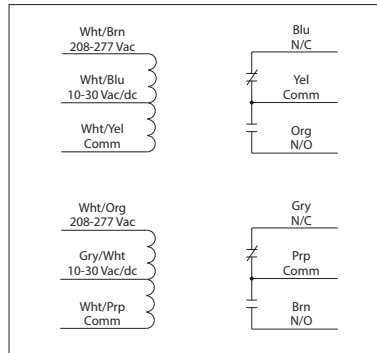 Wht/Brn
208-277 Vac
Wht/Blu
10-30 Vac/dc
Wht/Yel
Comm
Blu
N/C
Yel
Comm
Org
N/O
Wht/Org
208-277 Vac
Gry/Wht
10-30 Vac/dc
Wht/Prp
Comm
Gry
N/C
Prp
Comm
Brn
N/O